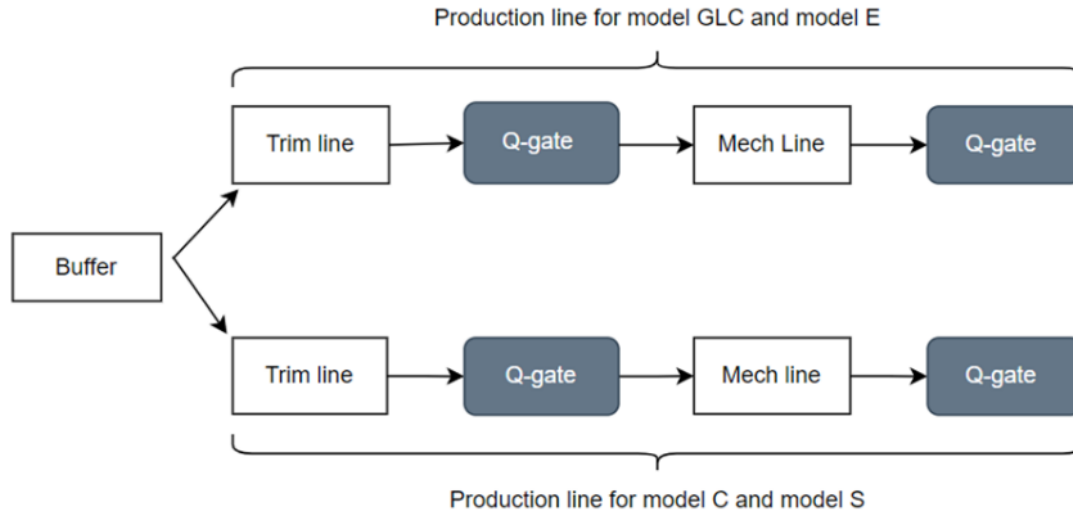 Production line for model GLC and model E
Trim line
Q-gate
Mech Line
Q-gate
Buffer
Trim line
Q-gate
Mech line
Q-gate
Production line for model C and model S